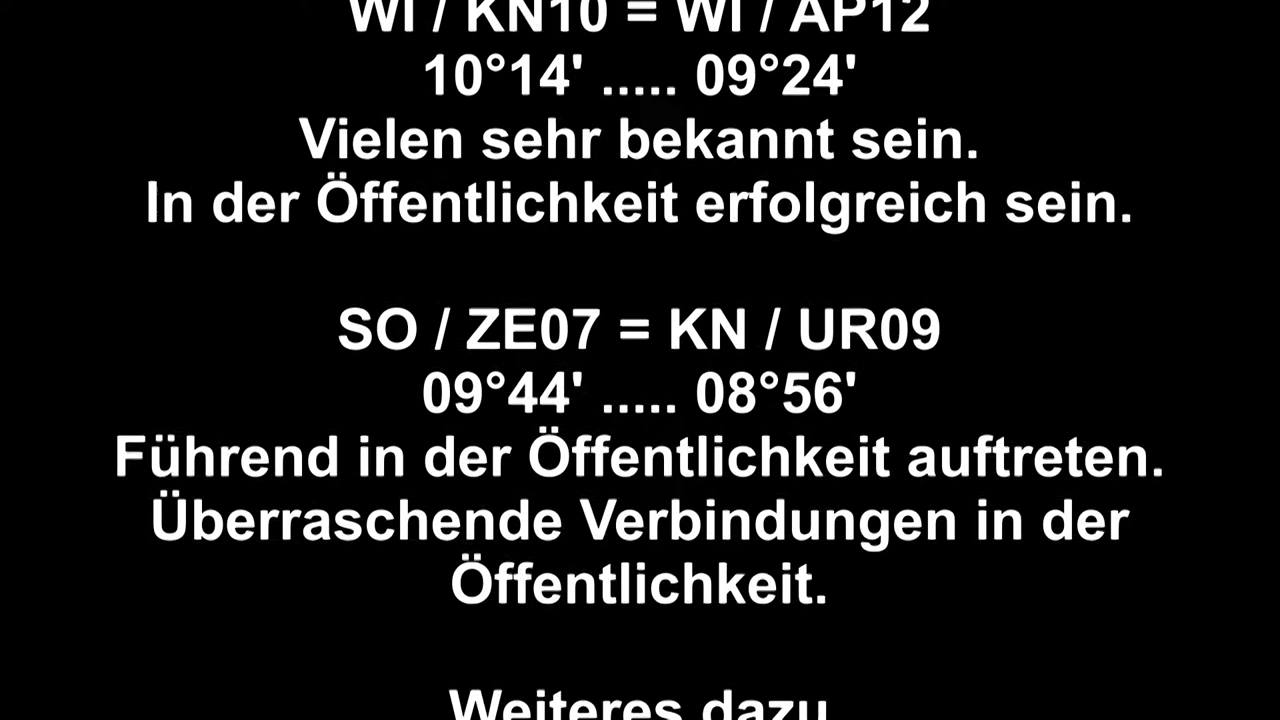 WI / KN10 = WI / AP12
10°14' ..... 09°24'
Vielen sehr bekannt sein.
In der Öffentlichkeit erfolgreich sein.
SO / ZE07 = KN / UR09
09°44' ..... 08°56'
Führend in der Öffentlichkeit auftreten.
Überraschende Verbindungen in der
Öffentlichkeit.
Weiteres dazu